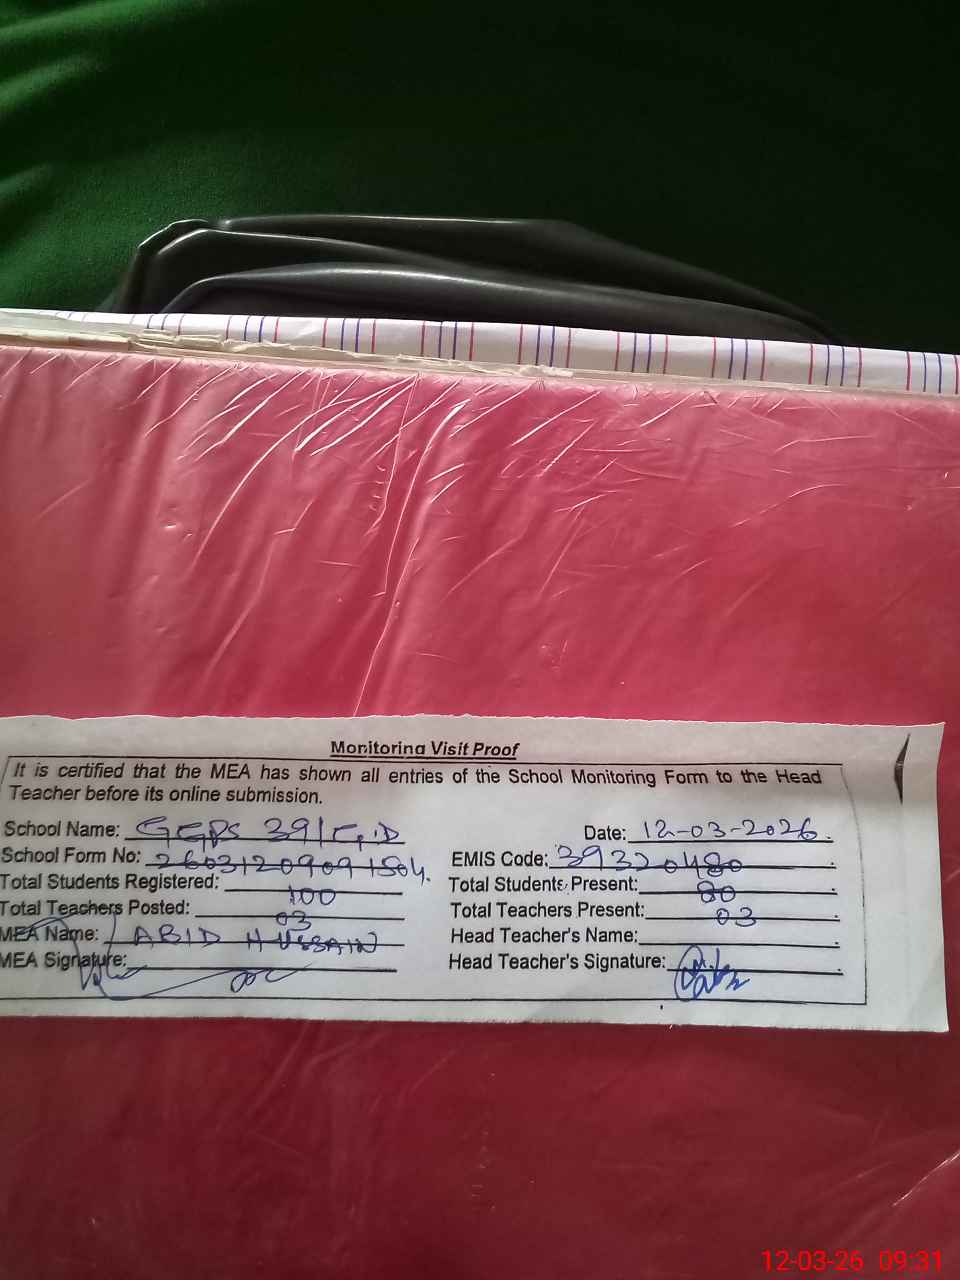 Monitoring Visit Proof
It is certified that the MEA has shown all entries of the School Monitoring Form to the Head
Teacher before its online submission.
School Name: GGPS 39/G.D Date: 12-03-2026.
School Form No: 26031209091504. EMIS Code: 39320480
Total Students Registered: 100 Total Students Present: 80
Total Teachers Posted: 03 Total Teachers Present: 03
MEA Name: ABID HUSSAIN Head Teacher's Name:
MEA Signature: Head Teacher's Signature:
12-03-26 09:31